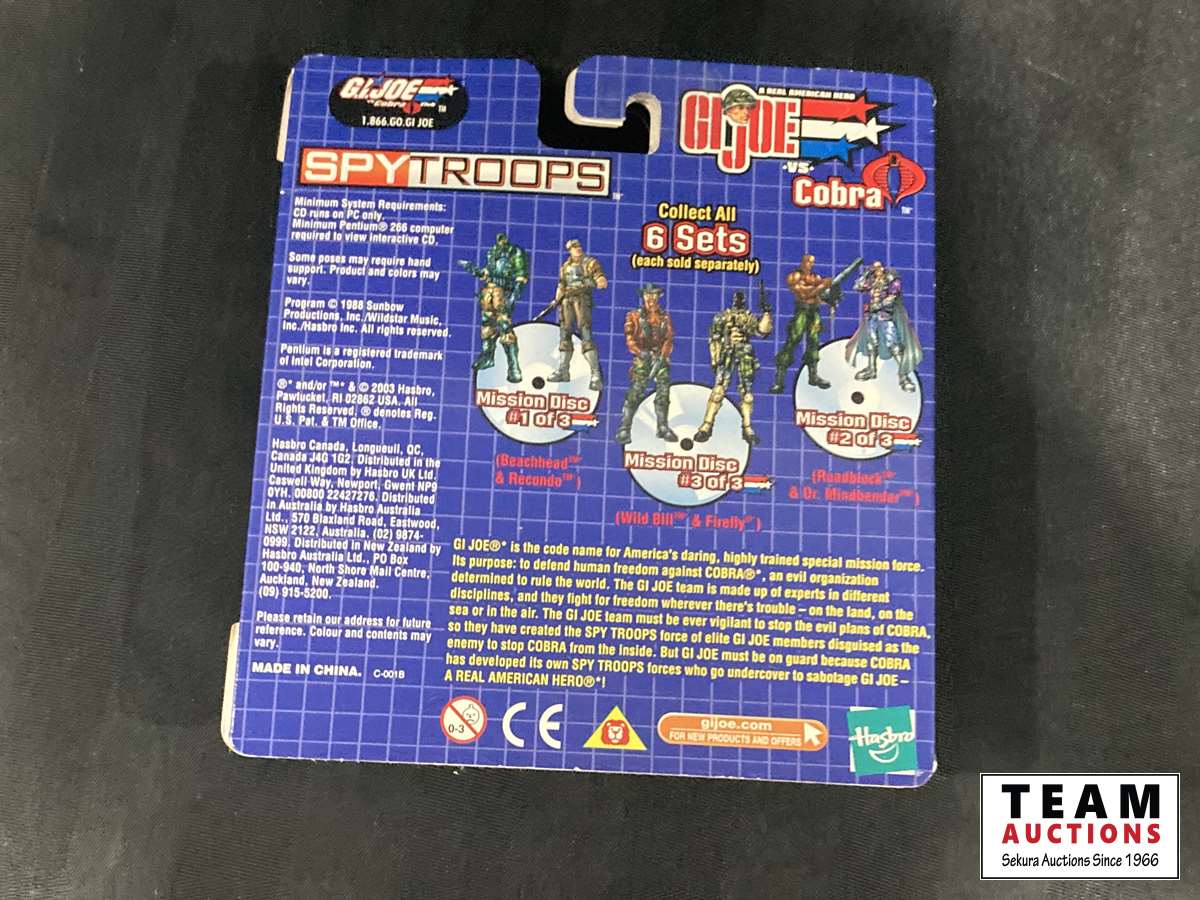 G.I. JOE
vs Cobra Club ™
1.866.GO.GI JOE
A REAL AMERICAN HERO
GI JOE
·VS·
Cobra
™
SPYTROOPS™
Minimum System Requirements:
CD runs on PC only.
Minimum Pentium® 266 computer
required to view interactive CD.
Some poses may require hand
support. Product and colors may
vary.
Program © 1988 Sunbow
Productions, Inc./Wildstar Music,
Inc./Hasbro Inc. All rights reserved.
Pentium is a registered trademark
of Intel Corporation.
®* and/or ™* & © 2003 Hasbro,
Pawtucket, RI 02862 USA. All
Rights Reserved. ® denotes Reg.
U.S. Pat. & TM Office.
Hasbro Canada, Longueuil, QC,
Canada J4G 1G2. Distributed in the
United Kingdom by Hasbro UK Ltd.
Caswell Way, Newport, Gwent NP9
0YH. 00800 22427276. Distributed
in Australia by Hasbro Australia
Ltd., 570 Blaxland Road, Eastwood,
NSW 2122, Australia. (02) 9874-
0999. Distributed in New Zealand by
Hasbro Australia Ltd., PO Box
100-940, North Shore Mail Centre,
Auckland, New Zealand.
(09) 915-5200.
Please retain our address for future
reference. Colour and contents may
vary.
MADE IN CHINA. C-001B
Collect All
6 Sets
(each sold separately)
Mission Disc
#1 of 3
(Beachhead™
& Recondo™)
Mission Disc
#3 of 3
(Wild Bill™ & Firefly™)
Mission Disc
#2 of 3
(Roadblock™
& Dr. Mindbender™)
GI JOE®* is the code name for America's daring, highly trained special mission force.
Its purpose: to defend human freedom against COBRA®*, an evil organization
determined to rule the world. The GI JOE team is made up of experts in different
disciplines, and they fight for freedom wherever there's trouble – on the land, on the
sea or in the air. The GI JOE team must be ever vigilant to stop the evil plans of COBRA,
so they have created the SPY TROOPS force of elite GI JOE members disguised as the
enemy to stop COBRA from the inside. But GI JOE must be on guard because COBRA
has developed its own SPY TROOPS forces who go undercover to sabotage GI JOE –
A REAL AMERICAN HERO®*!
0-3
CE
gijoe.com
FOR NEW PRODUCTS AND OFFERS
Hasbro
TEAM
AUCTIONS
Sekura Auctions Since 1966